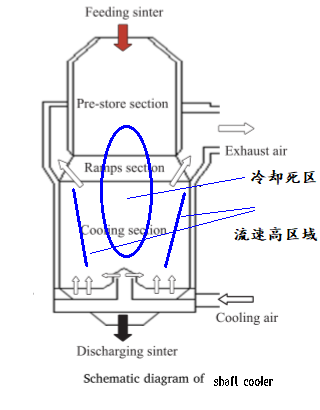 Feeding sinter
Pre-store section
Exhaust air
Ramps section
冷却死区
Cooling section
流速高区域
Cooling air
Discharging sinter
Schematic diagram of shaft cooler